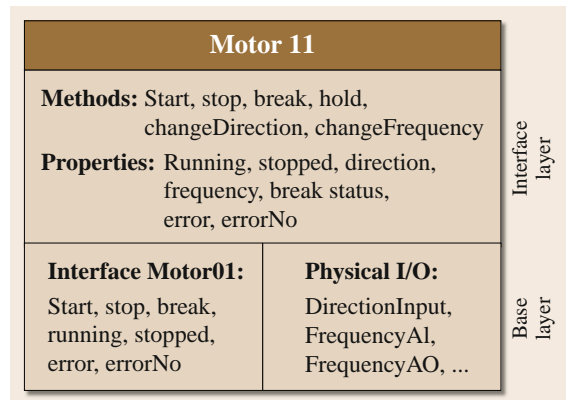 Motor 11
Methods: Start, stop, break, hold,
changeDirection, changeFrequency
Properties: Running, stopped, direction,
frequency, break status,
error, errorNo
Interface
layer
Interface Motor01:
Start, stop, break,
running, stopped,
error, errorNo
Physical I/O:
DirectionInput,
FrequencyAl,
FrequencyAO, ...
Base
layer